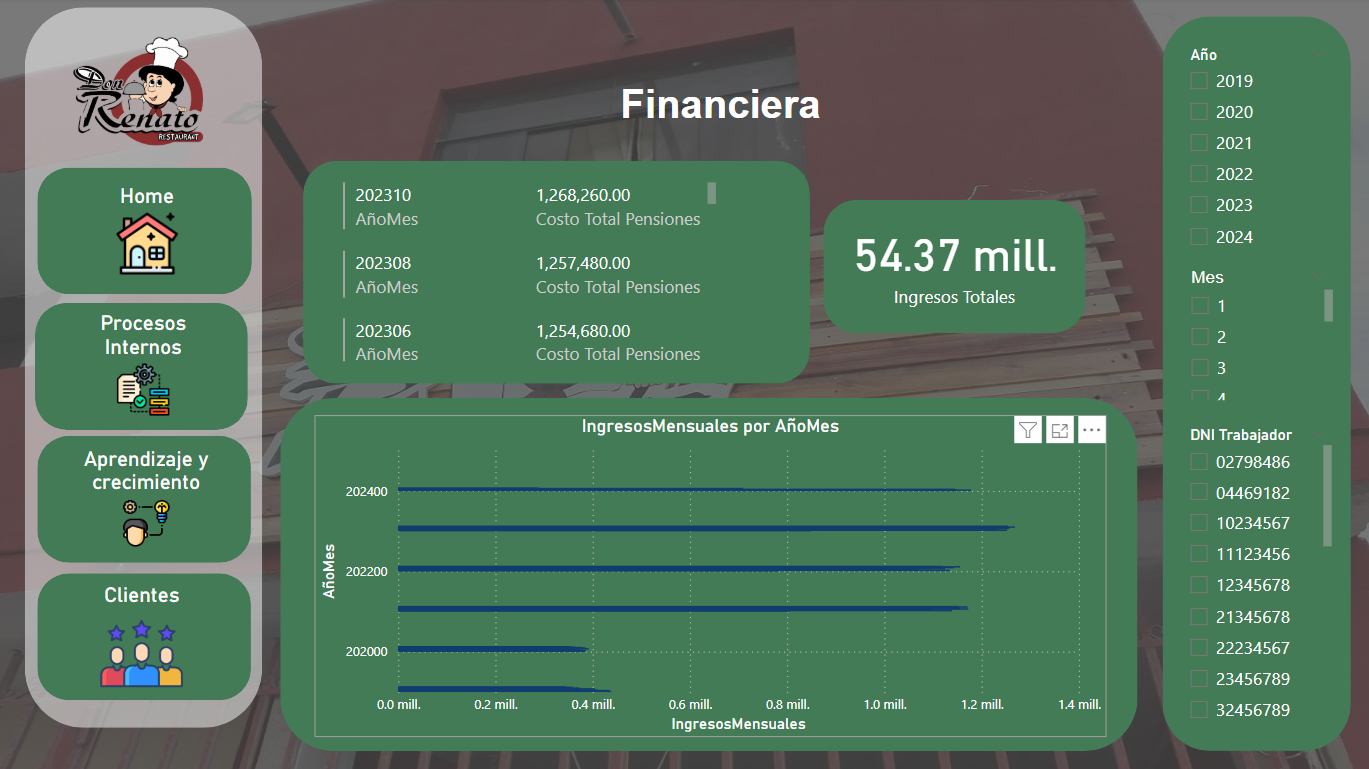 Don
Renato
RESTAURANT
Home
Procesos
Internos
Aprendizaje y
crecimiento
Clientes
Financiera
202310
1,268,260.00
AñoMes
Costo Total Pensiones
202308
1,257,480.00
AñoMes
Costo Total Pensiones
202306
1,254,680.00
AñoMes
Costo Total Pensiones
54.37 mill.
Ingresos Totales
IngresosMensuales por AñoMes
AñoMes
202400
202200
202000
0.0 mill.
0.2 mill.
0.4 mill.
0.6 mill.
0.8 mill.
1.0 mill.
1.2 mill.
1.4 mill.
IngresosMensuales
Año
2019
2020
2021
2022
2023
2024
Mes
1
2
3
4
DNI Trabajador
02798486
04469182
10234567
11123456
12345678
21345678
22234567
23456789
32456789